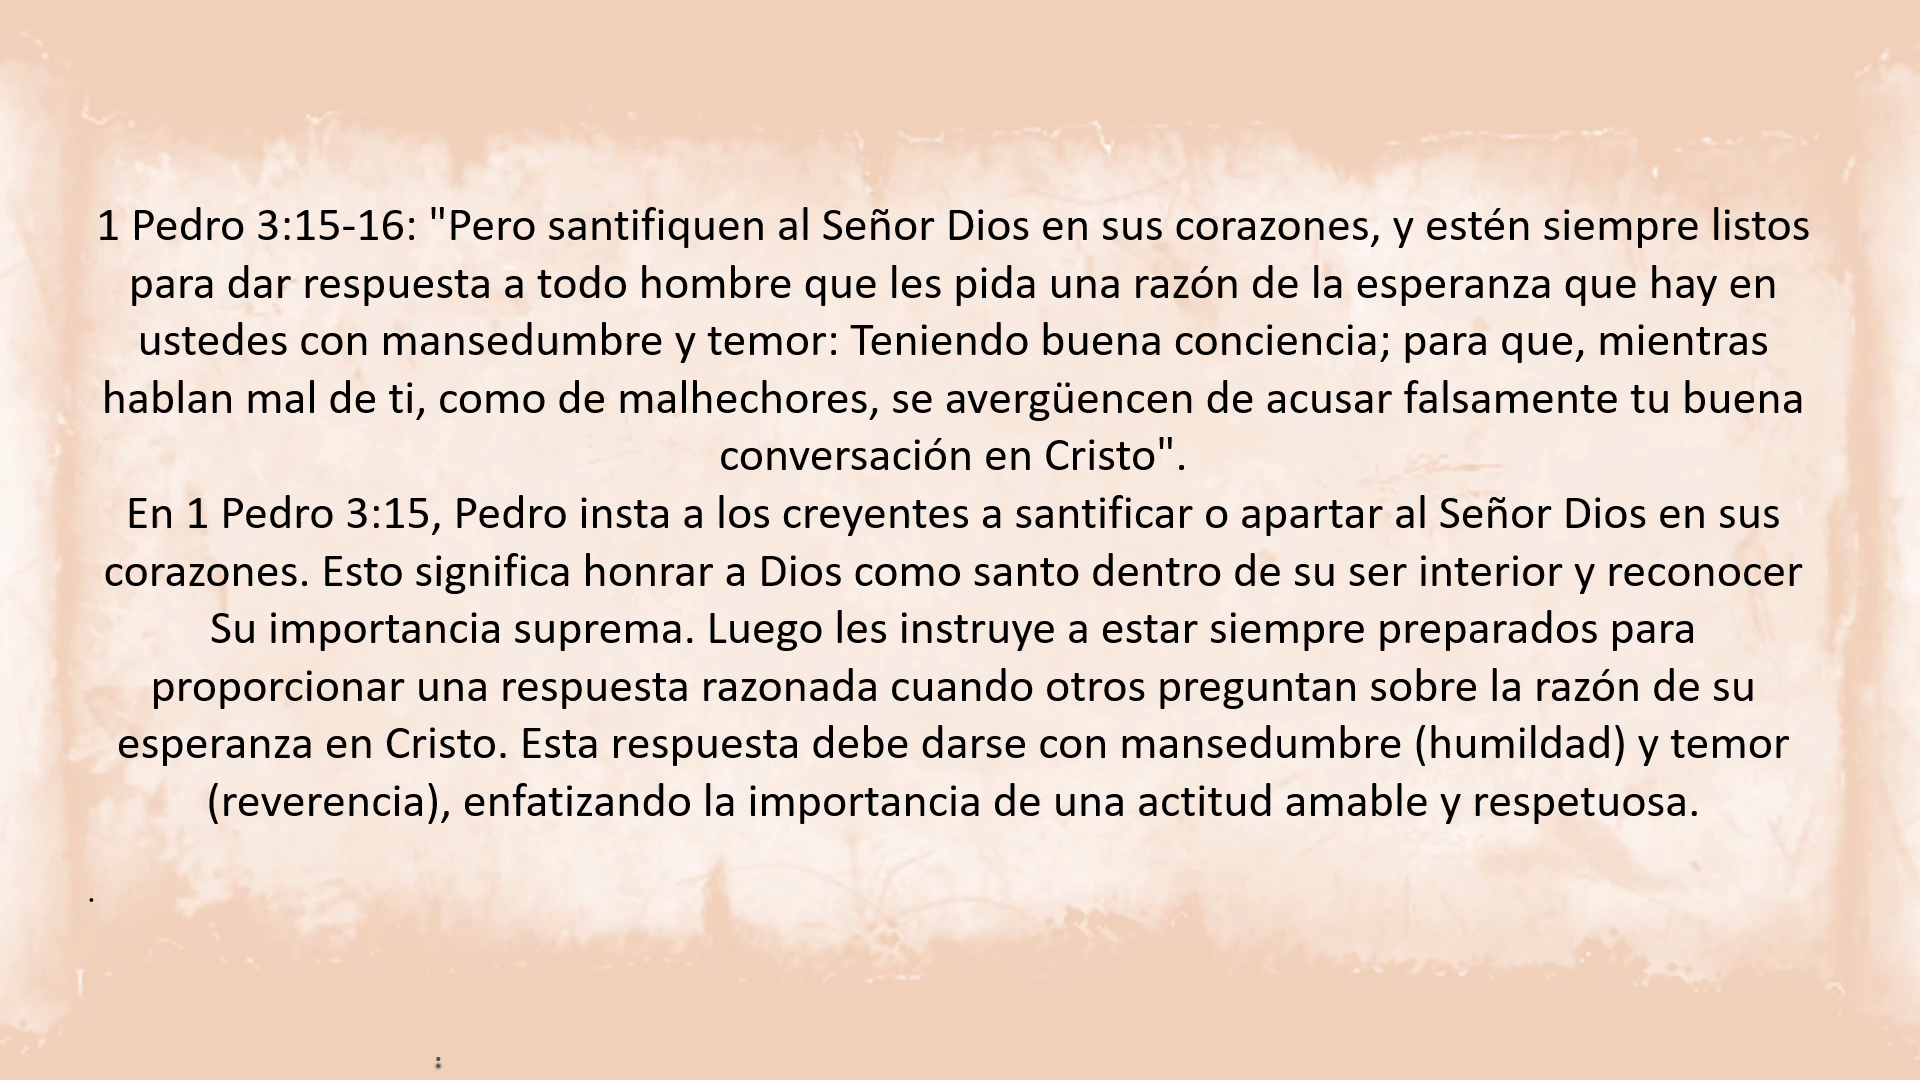 1 Pedro 3:15-16: "Pero santifiquen al Señor Dios en sus corazones, y estén siempre listos
para dar respuesta a todo hombre que les pida una razón de la esperanza que hay en
ustedes con mansedumbre y temor: Teniendo buena conciencia; para que, mientras
hablan mal de ti, como de malhechores, se avergüencen de acusar falsamente tu buena
conversación en Cristo".
En 1 Pedro 3:15, Pedro insta a los creyentes a santificar o apartar al Señor Dios en sus
corazones. Esto significa honrar a Dios como santo dentro de su ser interior y reconocer
Su importancia suprema. Luego les instruye a estar siempre preparados para
proporcionar una respuesta razonada cuando otros preguntan sobre la razón de su
esperanza en Cristo. Esta respuesta debe darse con mansedumbre (humildad) y temor
(reverencia), enfatizando la importancia de una actitud amable y respetuosa.
.
: